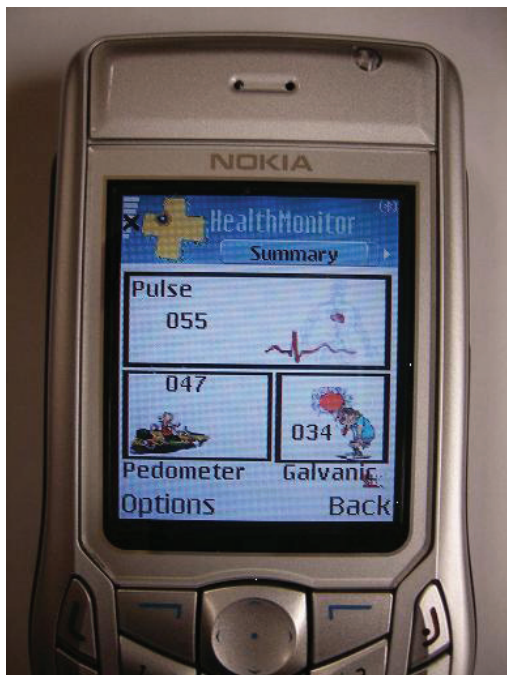 NOKIA
HealthMonitor
Summary
Pulse
055
047
034
Pedometer Galvanic
Options Back